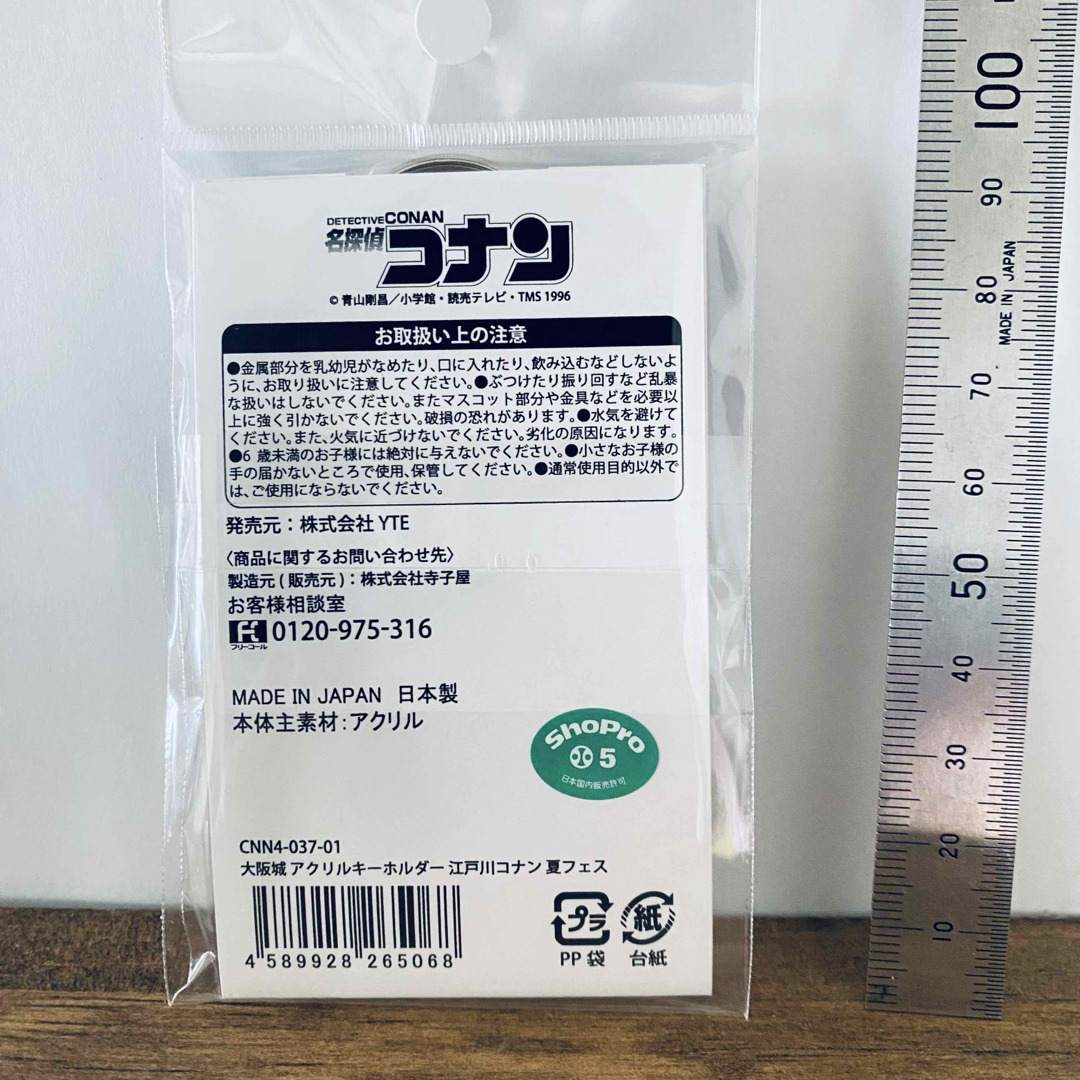 DETECTIVE CONAN
名探偵コナン
© 青山剛昌／小学館・読売テレビ・TMS 1996
お取扱い上の注意
●金属部分を乳幼児がなめたり、口に入れたり、飲み込むなどしないよ
うに、お取り扱いに注意してください。●ぶつけたり振り回すなど乱暴
な扱いはしないでください。またマスコット部分や金具などを必要以
上に強く引かないでください。破損の恐れがあります。●水気を避けて
ください。また、火気に近づけないでください。劣化の原因になります。
●6 歳未満のお子様には絶対に与えないでください。●小さなお子様の
手の届かないところで使用、保管してください。●通常使用目的以外で
は、ご使用にならないでください。
発売元：株式会社 YTE
〈商品に関するお問い合わせ先〉
製造元 ( 販売元 )：株式会社寺子屋
お客様相談室
フリーコール 0120-975-316
MADE IN JAPAN 日本製
本体主素材：アクリル
ShoPro
5
日本国内販売許可
CNN4-037-01
大阪城 アクリルキーホルダー 江戸川コナン 夏フェス
4 589928 265068
プラ
PP 袋
紙
台紙
100
90
80
MADE IN JAPAN
70
60
50
40
30
20
10